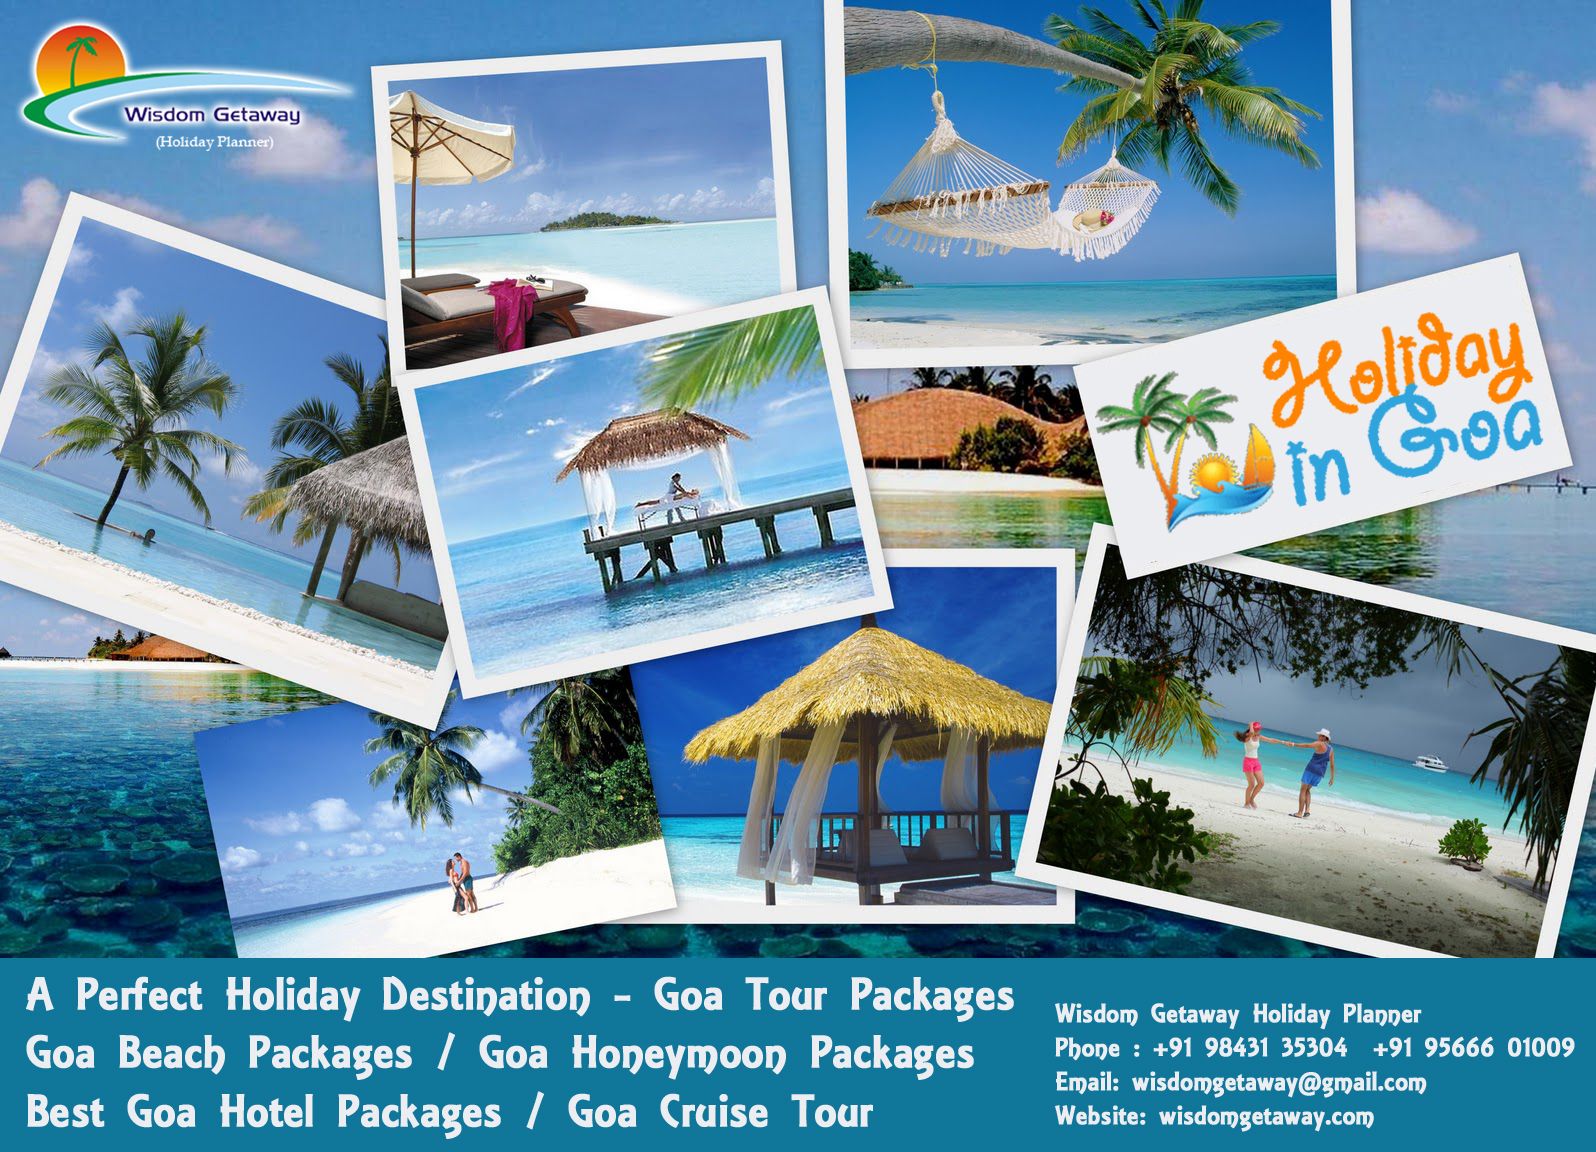 Wisdom Getaway
(Holiday Planner)
Holiday
in Goa
A Perfect Holiday Destination - Goa Tour Packages
Goa Beach Packages / Goa Honeymoon Packages
Best Goa Hotel Packages / Goa Cruise Tour
Wisdom Getaway Holiday Planner
Phone : +91 98431 35304 +91 95666 01009
Email: wisdomgetaway@gmail.com
Website: wisdomgetaway.com